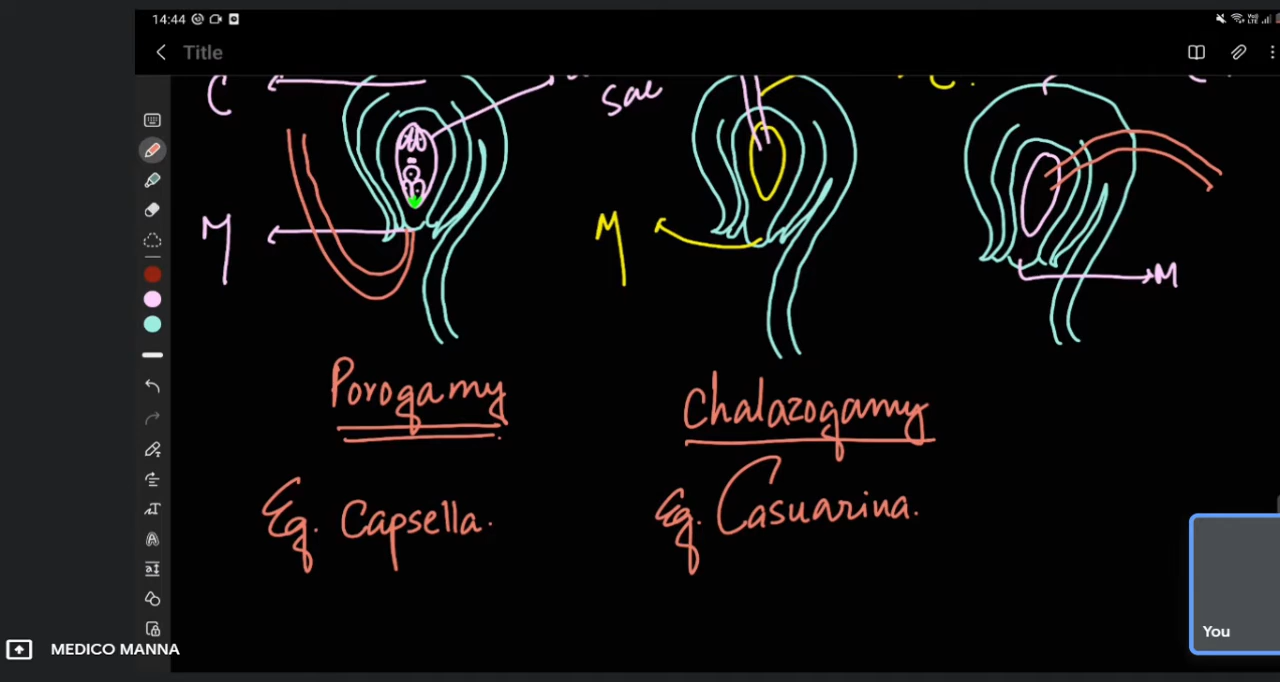 14:44
Title
C
sac
C.
M
M
M
Porogamy
Chalazogamy
Eg. Capsella.
Eg. Casuarina.
You
MEDICO MANNA